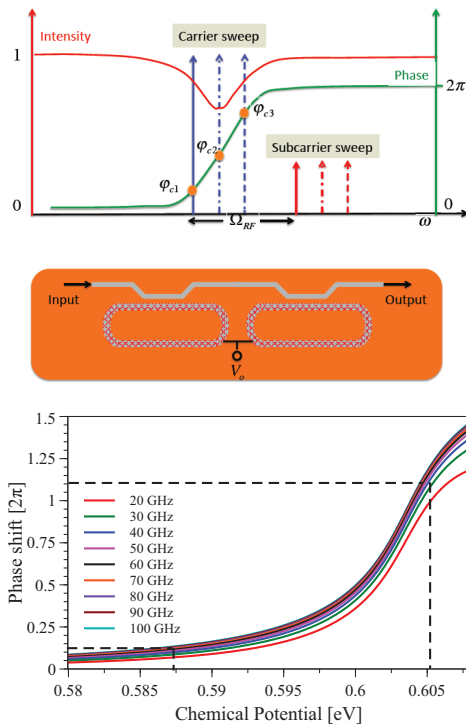 1
Intensity
Carrier sweep
Phase
2π
φc3
φc2
Subcarrier sweep
φc1
0
Ω_RF
ω
0
Input
Output
V_o
Phase shift [2π]
1.5
1.25
1
0.75
0.5
0.25
0
20 GHz
30 GHz
40 GHz
50 GHz
60 GHz
70 GHz
80 GHz
90 GHz
100 GHz
0.58 0.585 0.59 0.595 0.6 0.605
Chemical Potential [eV]